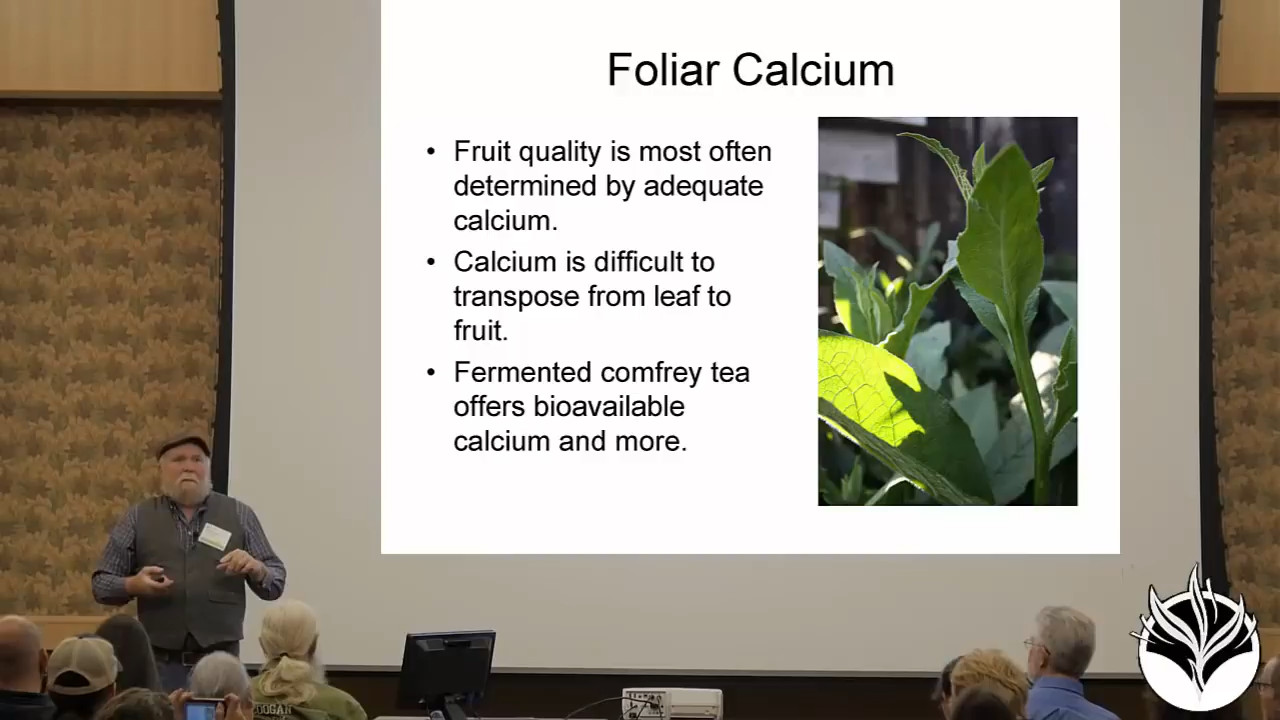 Foliar Calcium
• Fruit quality is most often
determined by adequate
calcium.
• Calcium is difficult to
transpose from leaf to
fruit.
• Fermented comfrey tea
offers bioavailable
calcium and more.